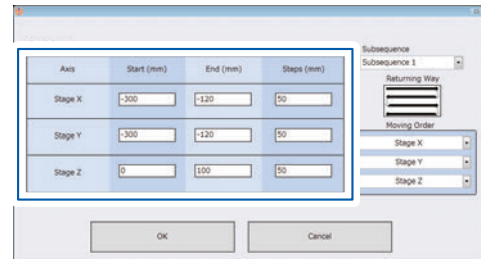 Subsequence
Subsequence 1
Returning Way
Moving Order
Stage X
Stage Y
Stage Z
Axis Start (mm) End (mm) Steps (mm)
Stage X -300 -120 50
Stage Y -300 -120 50
Stage Z 0 100 50
OK Cancel